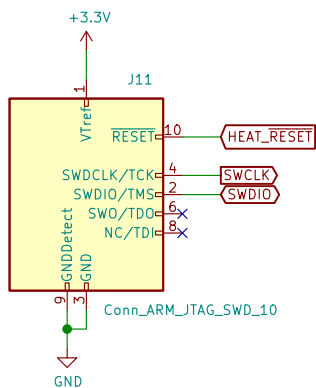 +3.3V
J11
1
VTref
RESET
10
HEAT_RESET
SWDCLK/TCK
4
SWCLK
SWDIO/TMS
2
SWDIO
SWO/TDO
6
NC/TDI
8
GNDDetect
GND
9
3
Conn_ARM_JTAG_SWD_10
GND